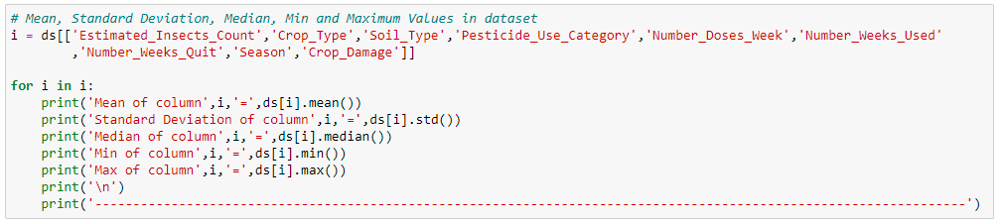 # Mean, Standard Deviation, Median, Min and Maximum Values in dataset
i = ds[['Estimated_Insects_Count','Crop_Type','Soil_Type','Pesticide_Use_Category','Number_Doses_Week','Number_Weeks_Used'
        ,'Number_Weeks_Quit','Season','Crop_Damage']]
for i in i:
    print('Mean of column',i,'=',ds[i].mean())
    print('Standard Deviation of column',i,'=',ds[i].std())
    print('Median of column',i,'=',ds[i].median())
    print('Min of column',i,'=',ds[i].min())
    print('Max of column',i,'=',ds[i].max())
    print('\n')
    print('-----------------------------------------------------------------------------------------------------------------')